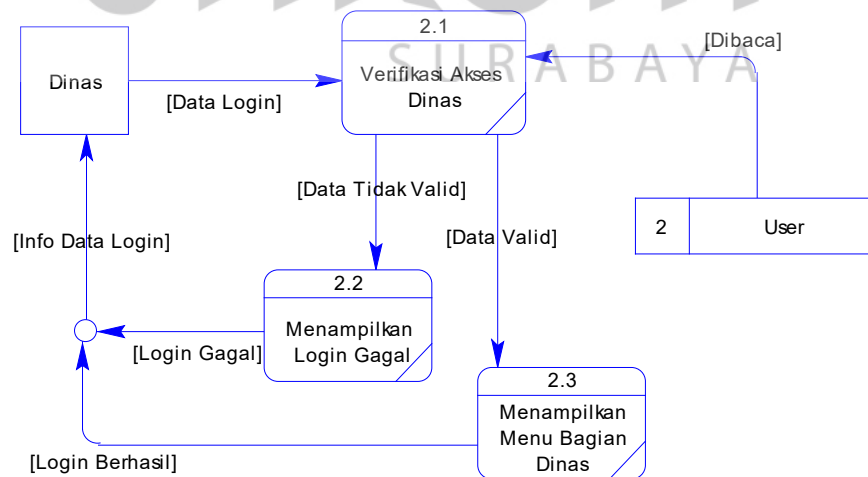 SURABAYA
2.1
Verifikasi Akses
Dinas
[Dibaca]
Dinas
[Data Login]
[Data Tidak Valid]
[Data Valid]
2
User
[Info Data Login]
2.2
Menampilkan
Login Gagal
[Login Gagal]
2.3
Menampilkan
Menu Bagian
Dinas
[Login Berhasil]